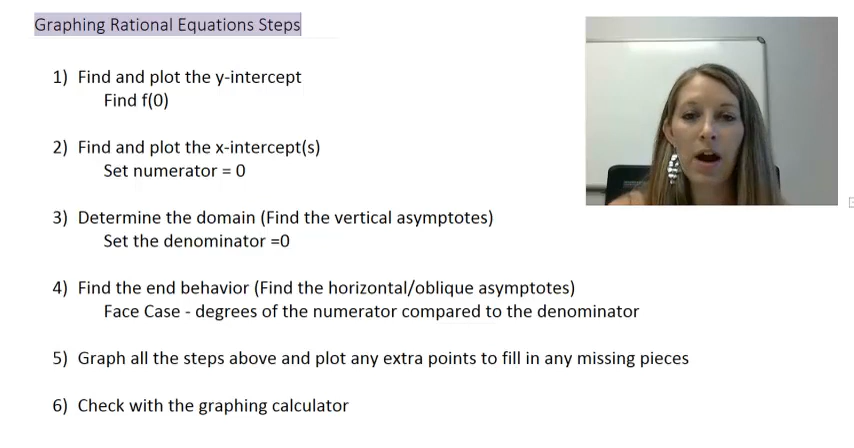 Graphing Rational Equations Steps
1) Find and plot the y-intercept
Find f(0)
2) Find and plot the x-intercept(s)
Set numerator = 0
3) Determine the domain (Find the vertical asymptotes)
Set the denominator =0
4) Find the end behavior (Find the horizontal/oblique asymptotes)
Face Case - degrees of the numerator compared to the denominator
5) Graph all the steps above and plot any extra points to fill in any missing pieces
6) Check with the graphing calculator